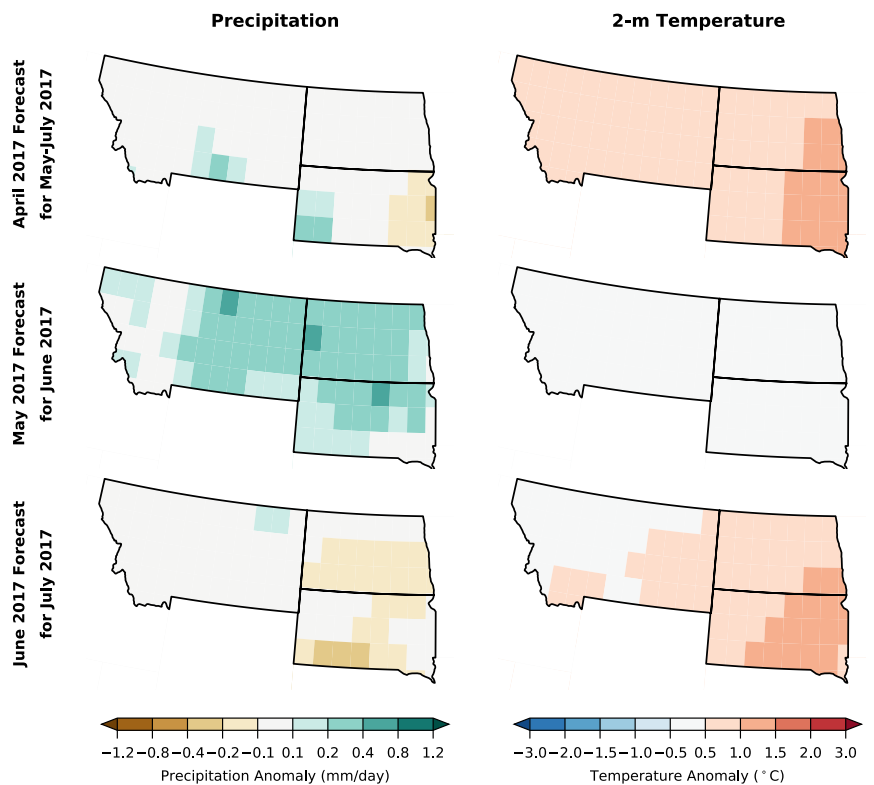 Precipitation
2-m Temperature
April 2017 Forecast
for May-July 2017
May 2017 Forecast
for June 2017
June 2017 Forecast
for July 2017
−1.2 −0.8 −0.4 −0.2 −0.1 0.1 0.2 0.4 0.8 1.2
Precipitation Anomaly (mm/day)
−3.0 −2.0 −1.5 −1.0 −0.5 0.5 1.0 1.5 2.0 3.0
Temperature Anomaly (°C)